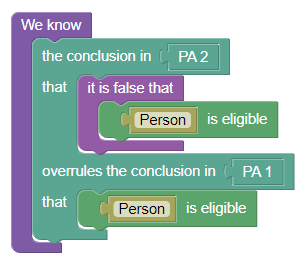 We know
the conclusion in PA 2
that it is false that
Person is eligible
overrules the conclusion in PA 1
that Person is eligible